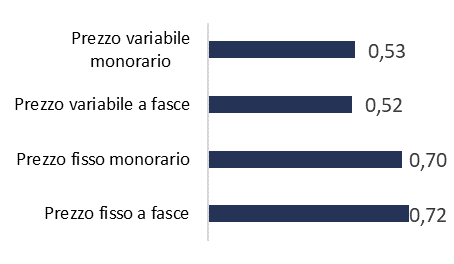 Prezzo variabile
monorario
0,53
Prezzo variabile a fasce
0,52
Prezzo fisso monorario
0,70
Prezzo fisso a fasce
0,72